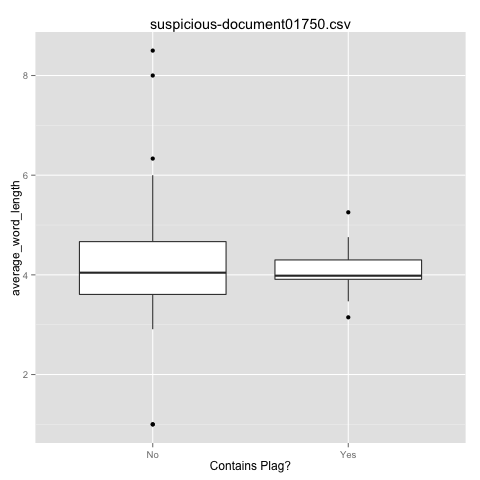 suspicious-document01750.csv
average_word_length
8
6
4
2
No
Yes
Contains Plag?